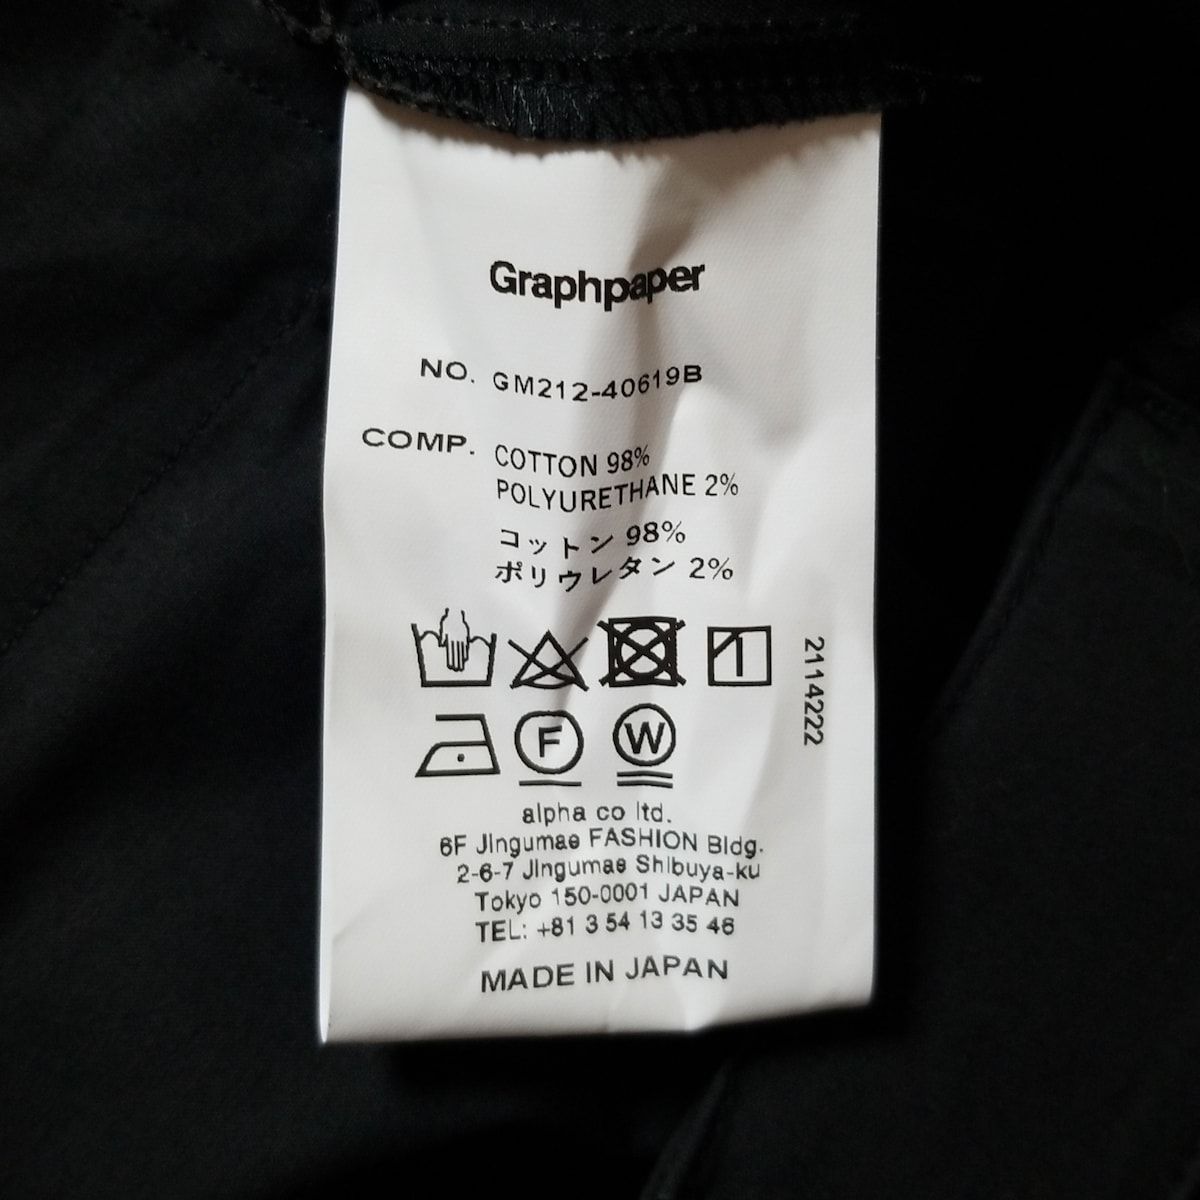 Graphpaper
NO. GM212-40619B
COMP. COTTON 98%
POLYURETHANE 2%
コットン 98%
ポリウレタン 2%
2114222
F W
alpha co ltd.
6F Jingumae FASHION Bldg.
2-6-7 Jingumae Shibuya-ku
Tokyo 150-0001 JAPAN
TEL: +81 3 54 13 35 46
MADE IN JAPAN